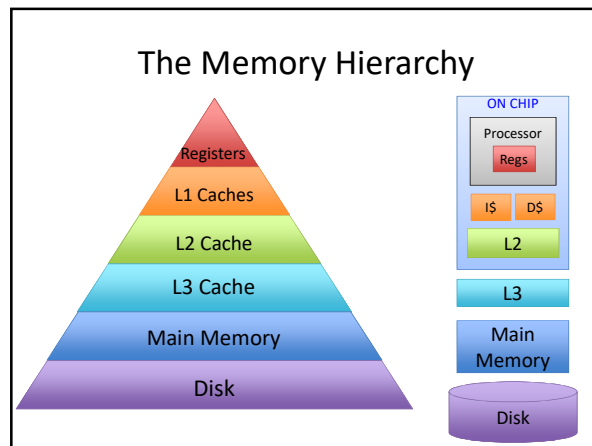 The Memory Hierarchy
Registers
L1 Caches
L2 Cache
L3 Cache
Main Memory
Disk
ON CHIP
Processor
Regs
I$ D$
L2
L3
Main
Memory
Disk